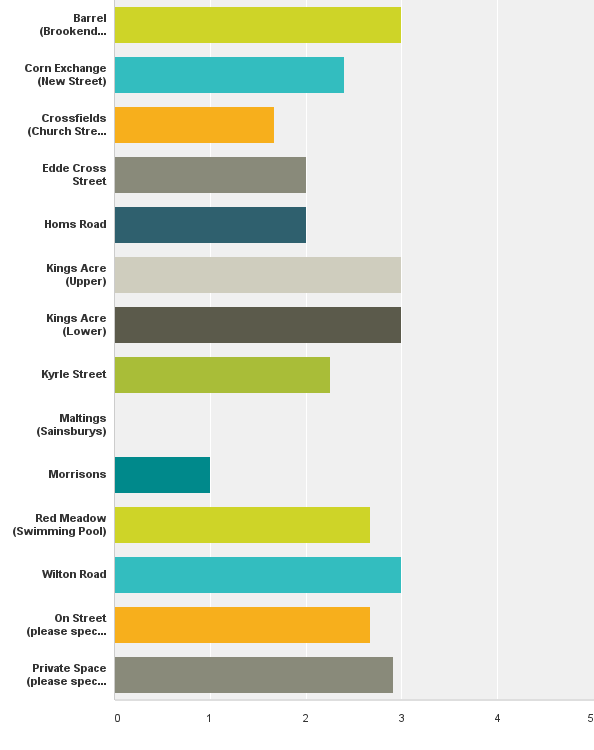 Barrel
(Brookend...
Corn Exchange
(New Street)
Crossfields
(Church Stre...
Edde Cross
Street
Homs Road
Kings Acre
(Upper)
Kings Acre
(Lower)
Kyrle Street
Maltings
(Sainsburys)
Morrisons
Red Meadow
(Swimming Pool)
Wilton Road
On Street
(please spec...
Private Space
(please spec...
0 1 2 3 4 5